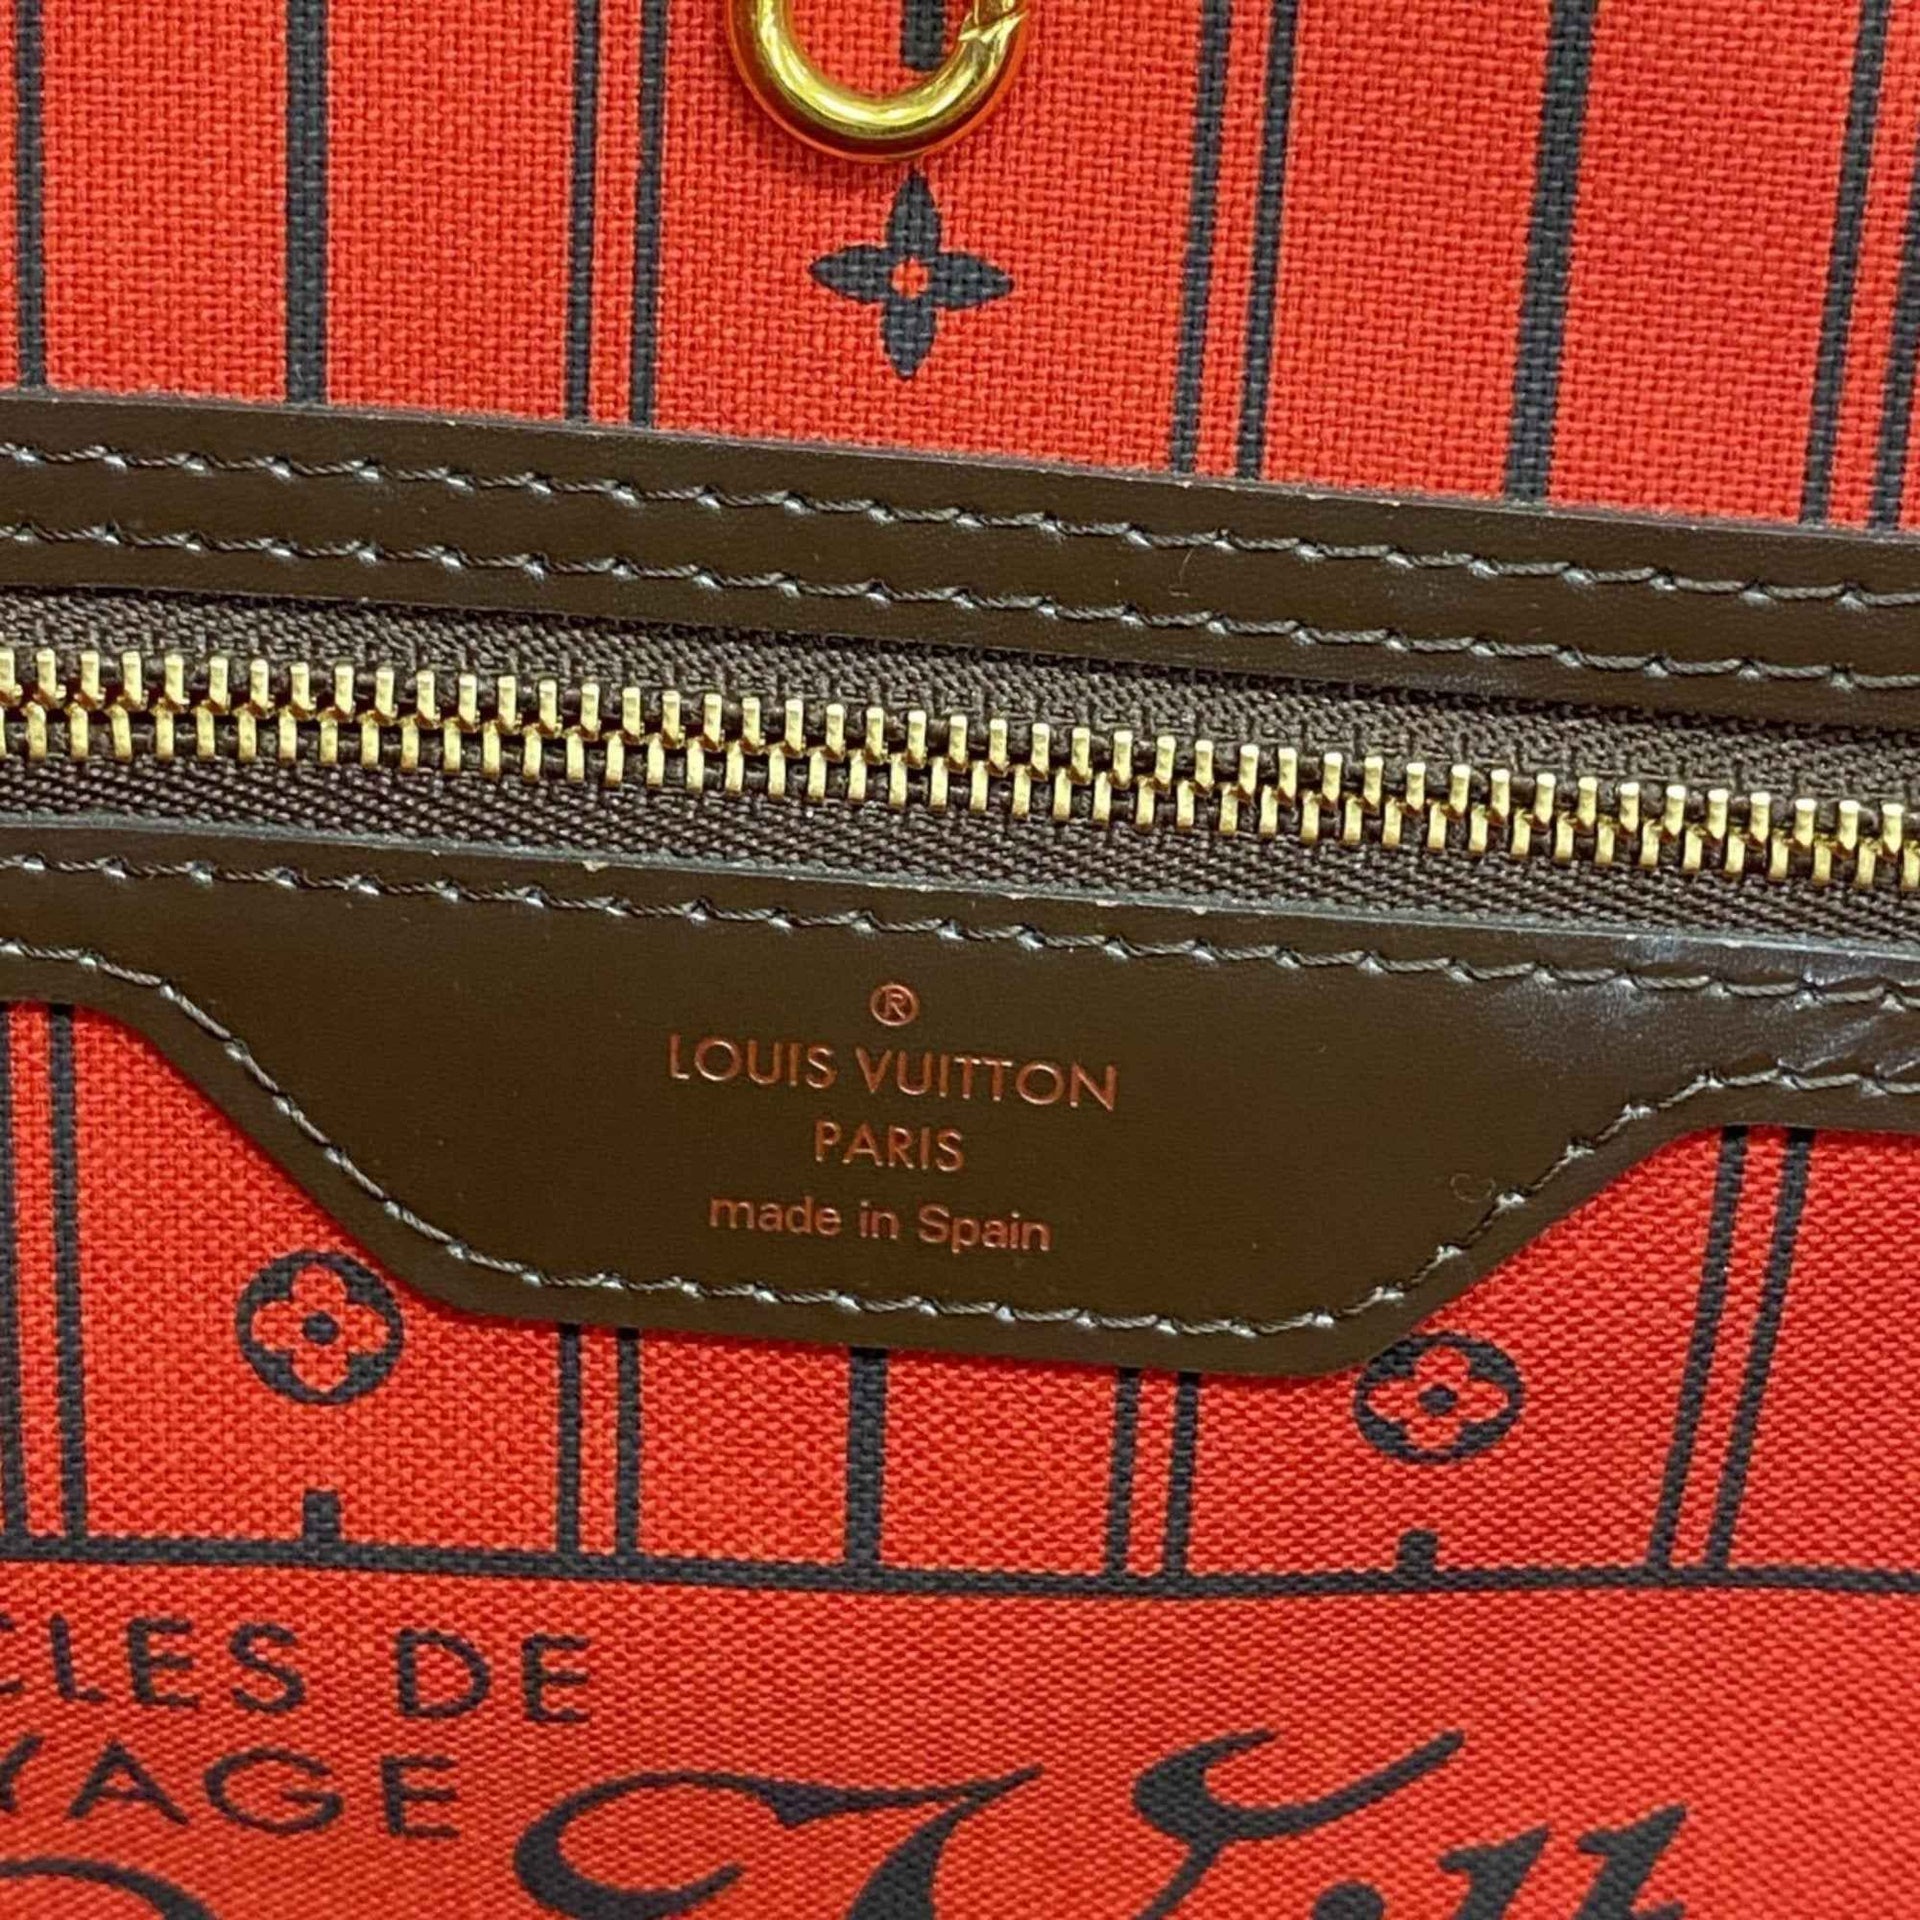 ®
LOUIS VUITTON
PARIS
made in Spain
CLES DE
YAGE